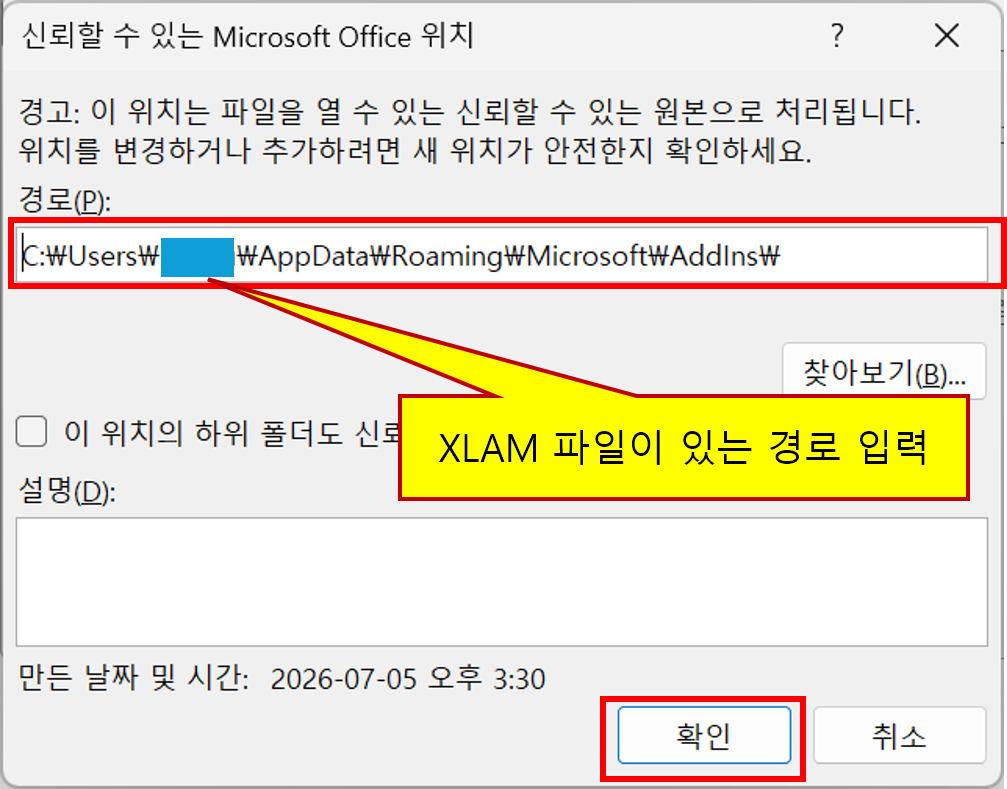 신뢰할 수 있는 Microsoft Office 위치
경고: 이 위치는 파일을 열 수 있는 신뢰할 수 있는 원본으로 처리됩니다.
위치를 변경하거나 추가하려면 새 위치가 안전한지 확인하세요.
경로(P):
C:₩Users₩ ₩AppData₩Roaming₩Microsoft₩AddIns₩
찾아보기(B)...
이 위치의 하위 폴더도
XLAM 파일이 있는 경로 입력
설명(D):
만든 날짜 및 시간: 2026-07-05 오후 3:30
확인
취소